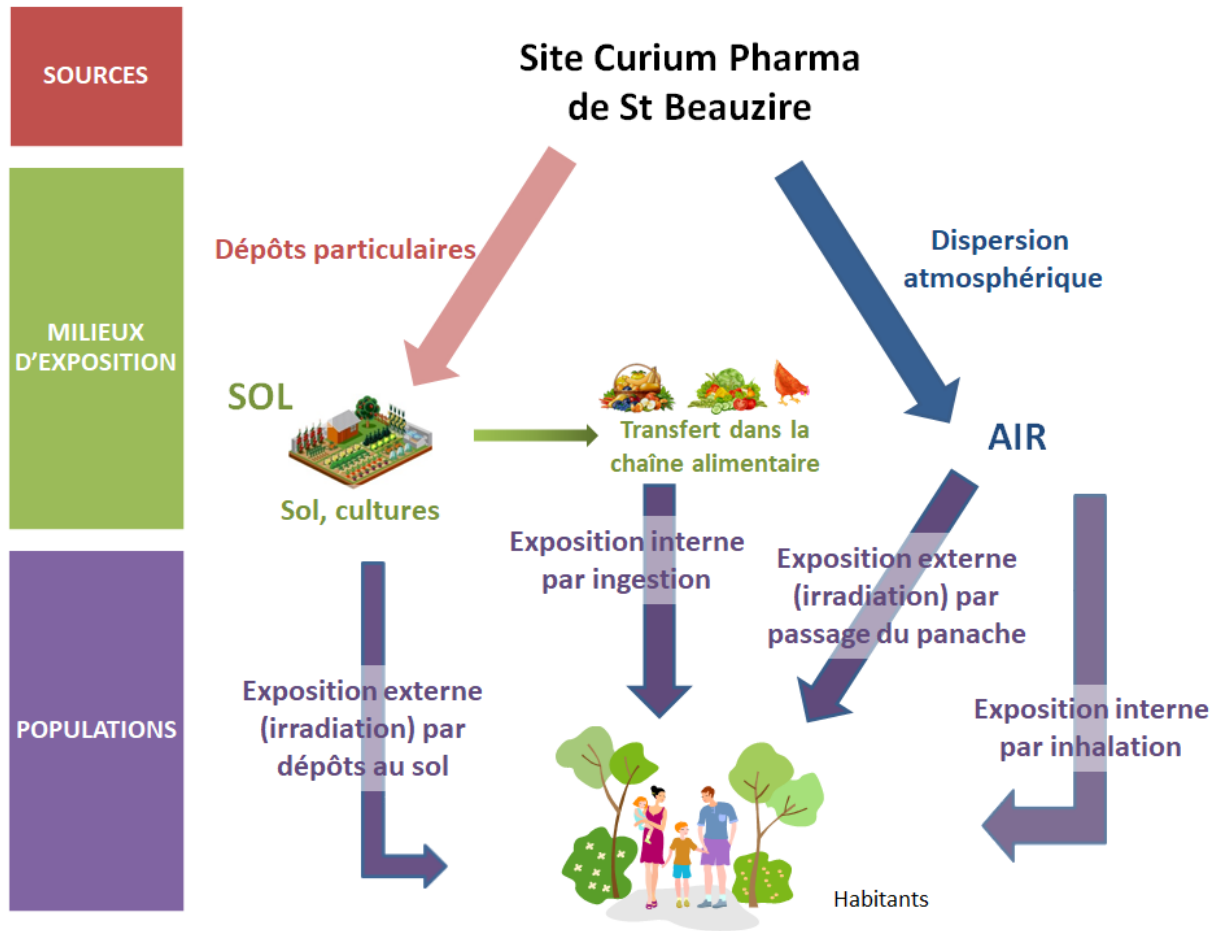 SOURCES
Site Curium Pharma
de St Beauzire
Dépôts particulaires
Dispersion
atmosphérique
MILIEUX
D'EXPOSITION
SOL
Sol, cultures
Transfert dans la
chaîne alimentaire
AIR
Exposition interne
par ingestion
Exposition externe
(irradiation) par
passage du panache
POPULATIONS
Exposition externe
(irradiation) par
dépôts au sol
Exposition interne
par inhalation
Habitants